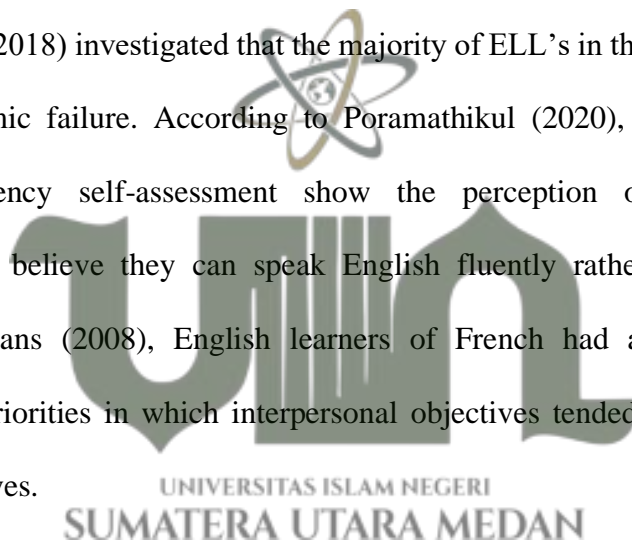 2018) investigated that the majority of ELL's in th
nic failure. According to Poramathikul (2020),
ency self-assessment show the perception o
believe they can speak English fluently rathe
ans (2008), English learners of French had a
riorities in which interpersonal objectives tended
ves.
UNIVERSITAS ISLAM NEGERI
SUMATERA UTARA MEDAN